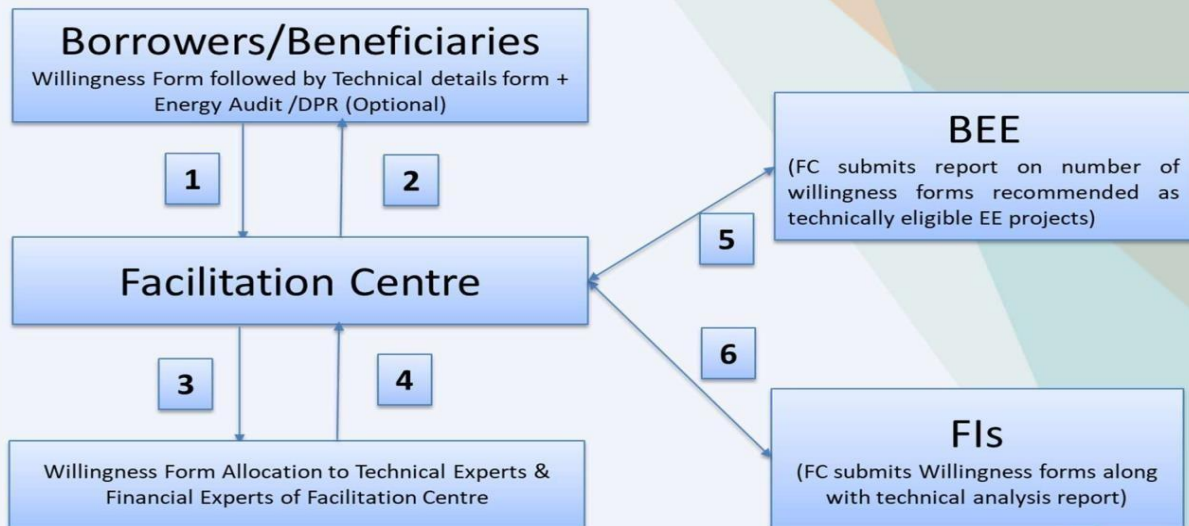 Borrowers/Beneficiaries
Willingness Form followed by Technical details form +
Energy Audit /DPR (Optional)
1
2
BEE
(FC submits report on number of
willingness forms recommended as
technically eligible EE projects)
Facilitation Centre
5
3
4
6
Willingness Form Allocation to Technical Experts &
Financial Experts of Facilitation Centre
FIs
(FC submits Willingness forms along
with technical analysis report)